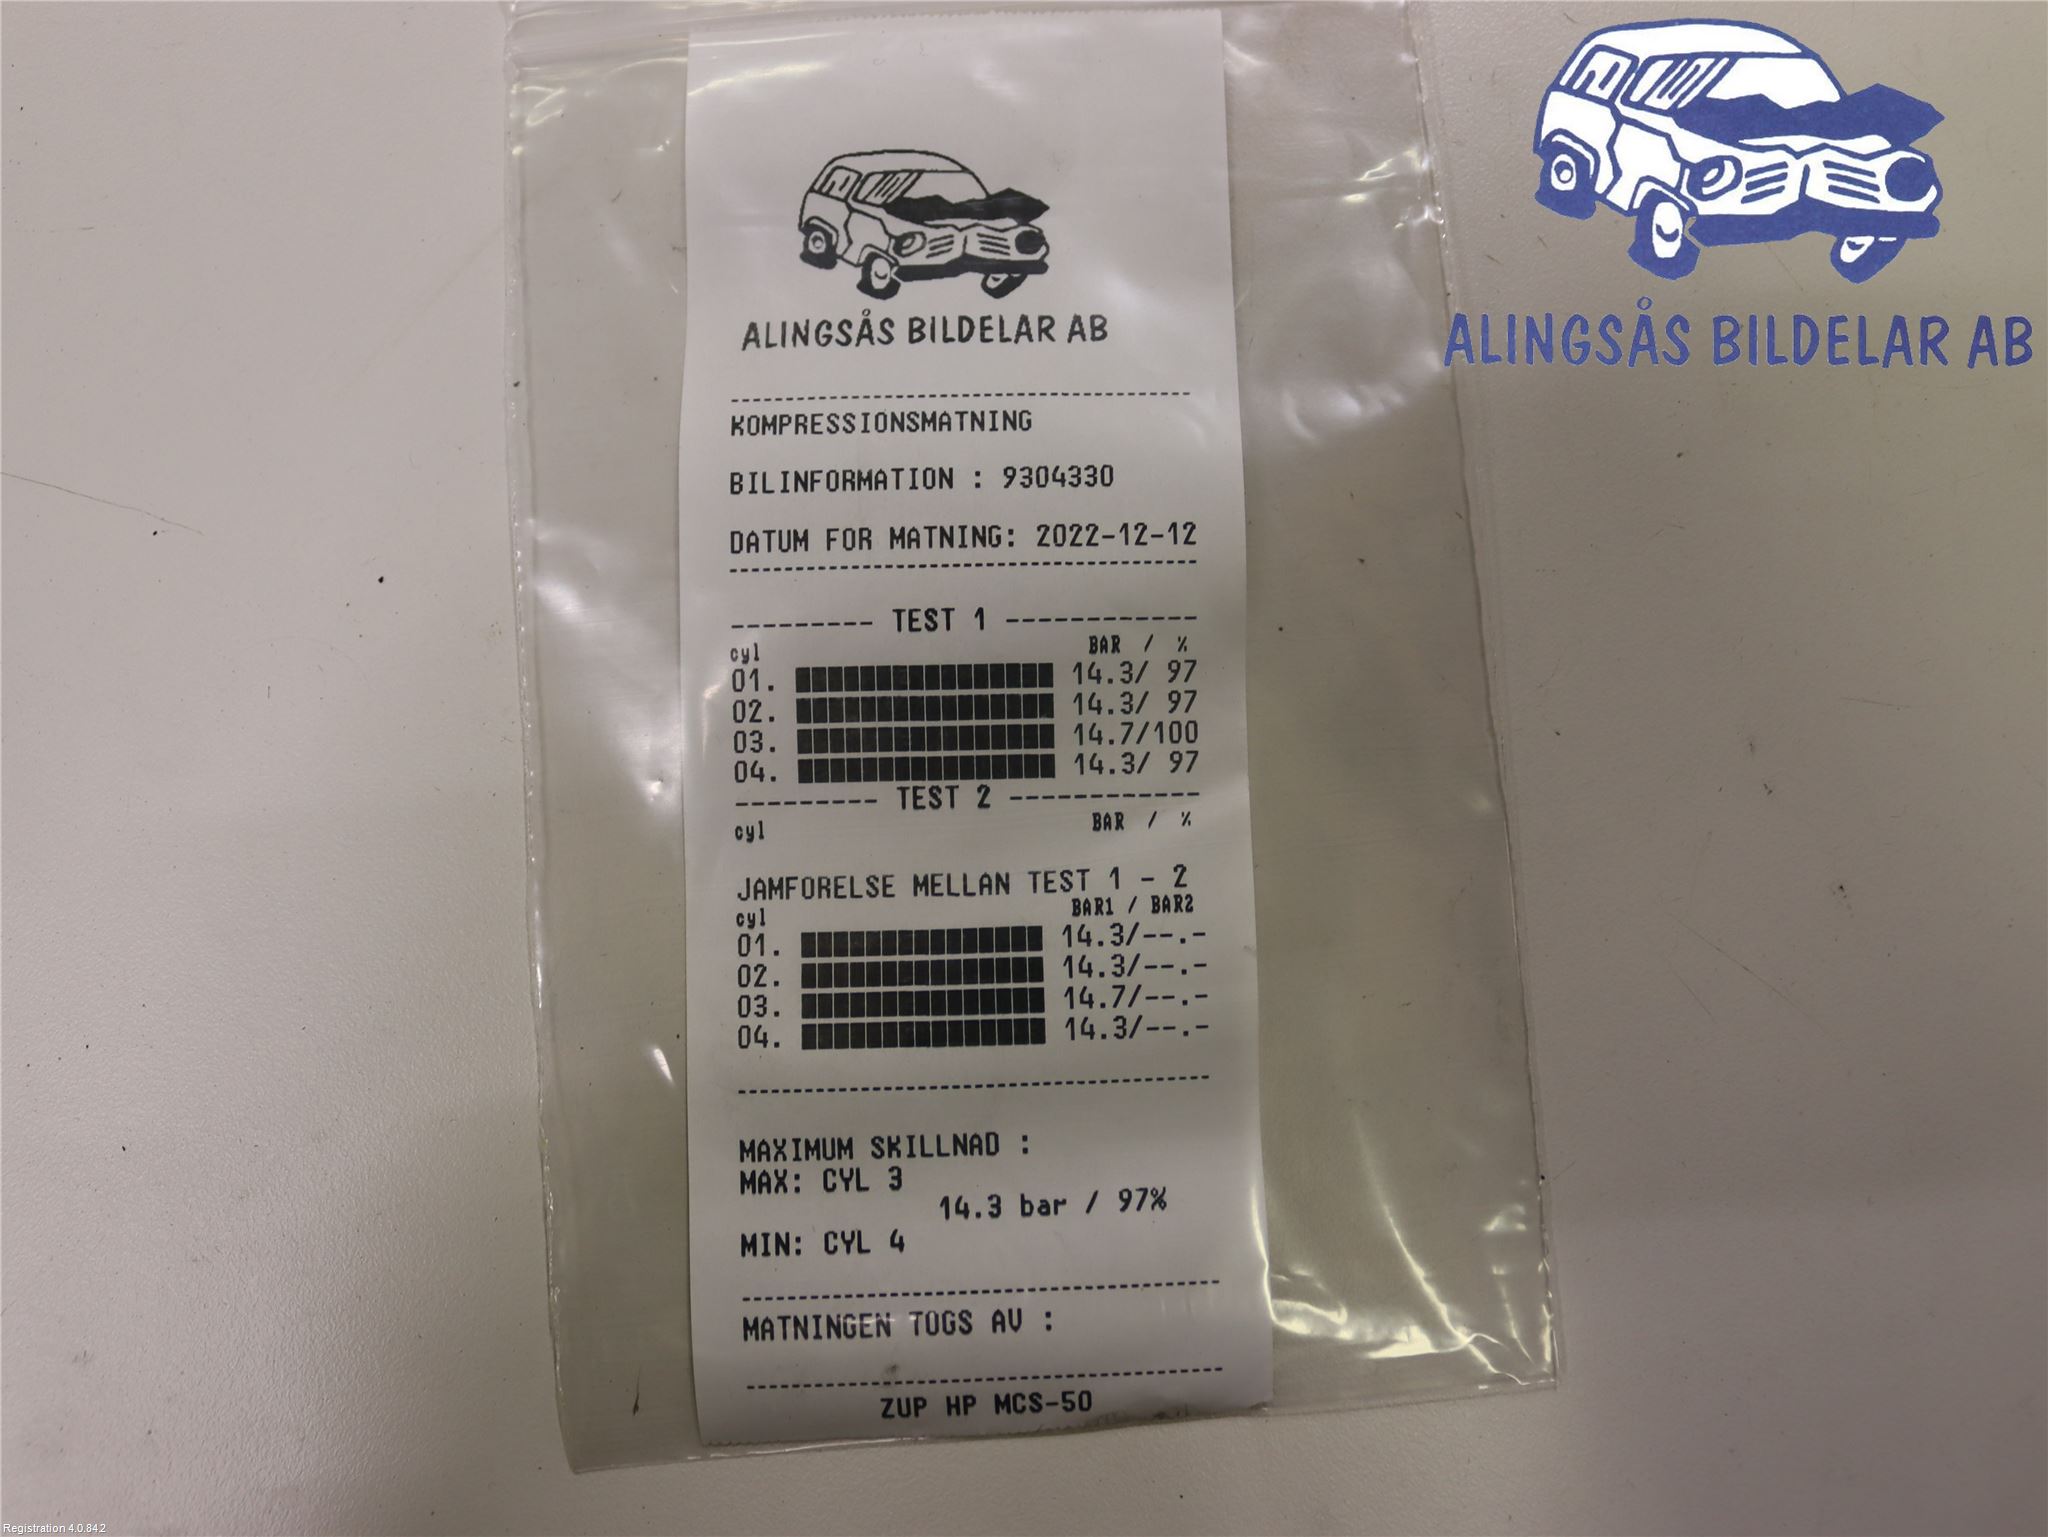 ALINGSÅS BILDELAR AB
ALINGSÅS BILDELAR AB
KOMPRESSIONSMATNING
BILINFORMATION : 9304330
DATUM FOR MATNING: 2022-12-12
--------- TEST 1 ------------
cyl BAR / %
01. 14.3/ 97
02. 14.3/ 97
03. 14.7/100
04. 14.3/ 97
--------- TEST 2 ------------
cyl BAR / %
JAMFORELSE MELLAN TEST 1 - 2
cyl BAR1 / BAR2
01. 14.3/--.-
02. 14.3/--.-
03. 14.7/--.-
04. 14.3/--.-
MAXIMUM SKILLNAD :
MAX: CYL 3
14.3 bar / 97%
MIN: CYL 4
MATNINGEN TOGS AV :
ZUP HP MCS-50
Registration 4.0.842